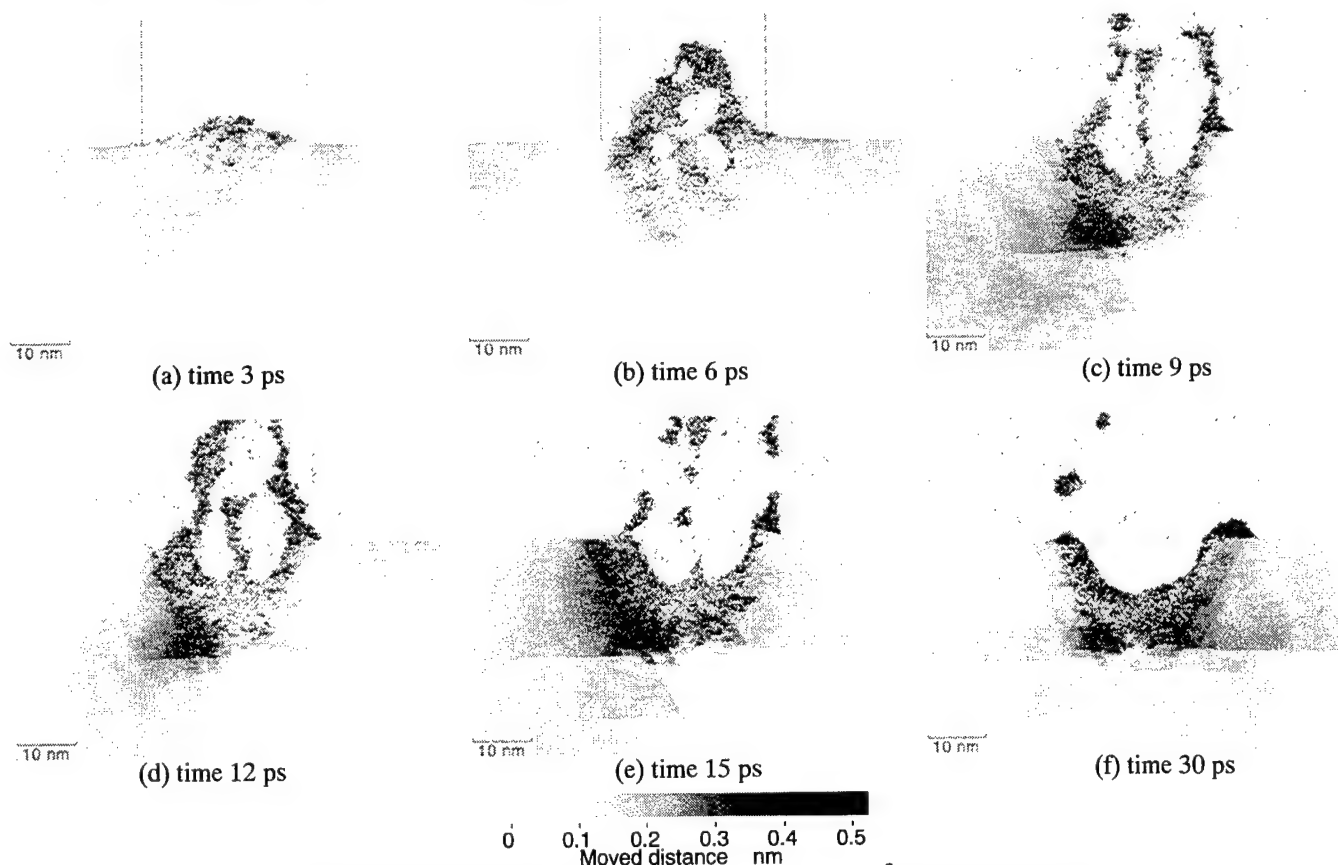 10 nm
(a) time 3 ps
10 nm
(b) time 6 ps
10 nm
(c) time 9 ps
10 nm
(d) time 12 ps
10 nm
(e) time 15 ps
10 nm
(f) time 30 ps
0 0.1 0.2 0.3 0.4 0.5
Moved distance nm